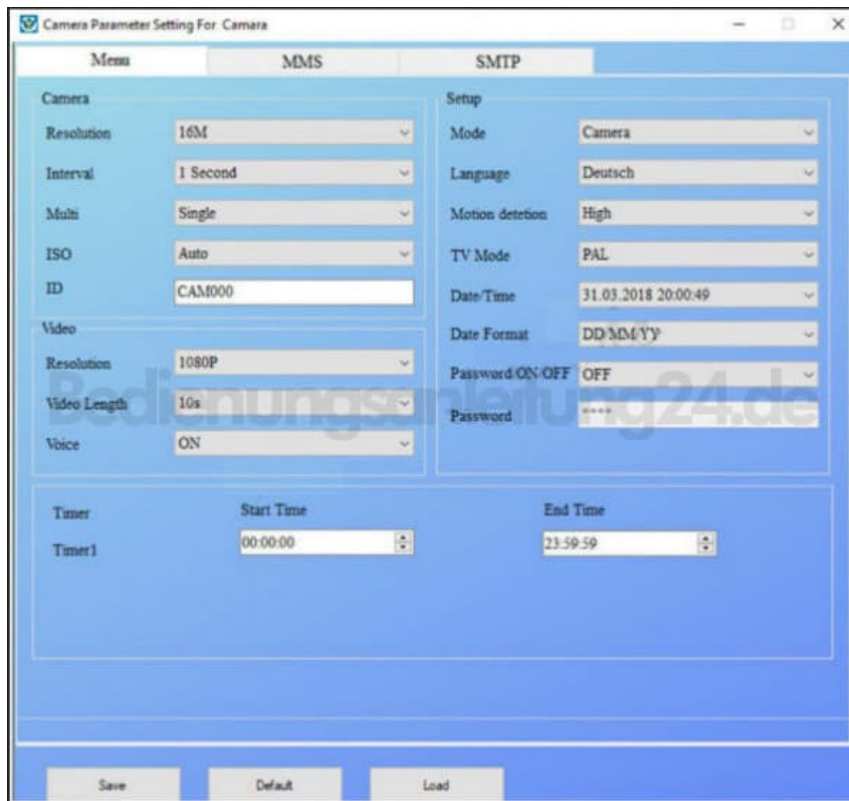 Camera Parameter Setting For Camara
Menu MMS SMTP
Camera
Resolution 16M
Interval 1 Second
Multi Single
ISO Auto
ID CAM000
Video
Resolution 1080P
Video Length 10s
Voice ON
Setup
Mode Camera
Language Deutsch
Motion detetion High
TV Mode PAL
Date/Time 31.03.2018 20:00:49
Date Format DD/MM/YY
Password/ON/OFF OFF
Password ****
Bedienungsanleitung24.de
Timer Start Time End Time
Timer1 00:00:00 23:59:59
Save Default Load